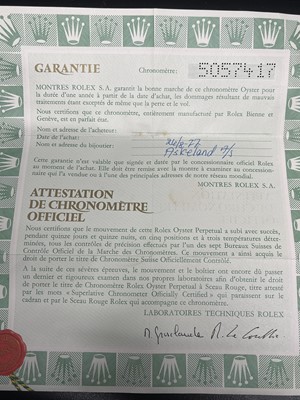 GARANTIE Chronomètre: 5057417
MONTRES ROLEX S.A. garantit la bonne marche de ce chronomètre Oyster pour
la durée d'une année à partir de la date d'achat, les dommages résultant de mauvais
traitements étant exceptés de même que la perte et le vol.
Nous certifions que ce chronomètre, entièrement manufacturé par Rolex Bienne et
Genève, est en parfait état.
Nom et adresse de l'acheteur:
Date de l'achat:
Nom et adresse du bijoutier:
Cette garantie n'est valable que signée et datée par le concessionnaire officiel Rolex
au moment de l'achat. Elle doit être remise avec la montre à examiner au concession-
naire qui l'a vendue ou à l'une des principales adresses de notre réseau mondial.
MONTRES ROLEX S.A.
ATTESTATION
DE CHRONOMÈTRE
OFFICIEL
Nous certifions que le mouvement de cette Rolex Oyster Perpetual a subi avec succès,
pendant quinze jours et quinze nuits, en cinq positions et à trois températures déter-
minées, tous les contrôles de précision effectués par l'un des sept Bureaux Suisses de
Contrôle Officiel de la Marche des Chronomètres. Ce mouvement a ainsi acquis le
droit de porter le titre de Chronomètre Suisse Officiellement Contrôlé.
A la suite de ces sévères épreuves, le mouvement et le boîtier ont encore dû passer
un dernier et rigoureux examen dans nos propres laboratoires afin d'obtenir le droit
de porter le titre de Chronomètre Rolex Oyster Perpetual à Sceau Rouge, titre attesté
par les mots « Superlative Chronometer Officially Certified » qui paraissent sur le
cadran et par le Sceau Rouge Rolex qui accompagne ce chronomètre.
LABORATOIRES TECHNIQUES ROLEX